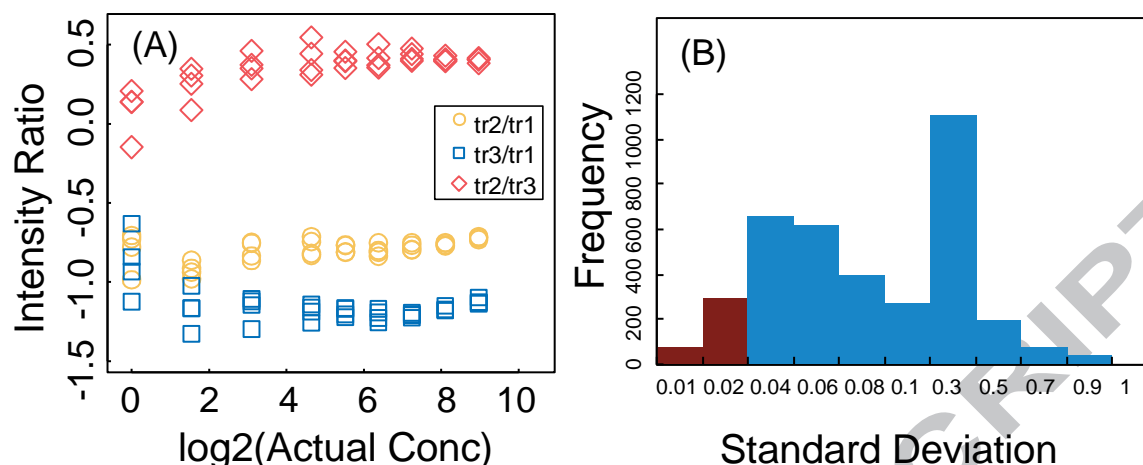 (A)
Intensity Ratio
0.5
0.0
-0.5
-1.0
-1.5
tr2/tr1
tr3/tr1
tr2/tr3
0 2 4 6 8 10
log2(Actual Conc)
(B)
Frequency
0 200 400 600 800 1000 1200
0.01 0.02 0.04 0.06 0.08 0.1 0.3 0.5 0.7 0.9 1
Standard Deviation
CRIPT